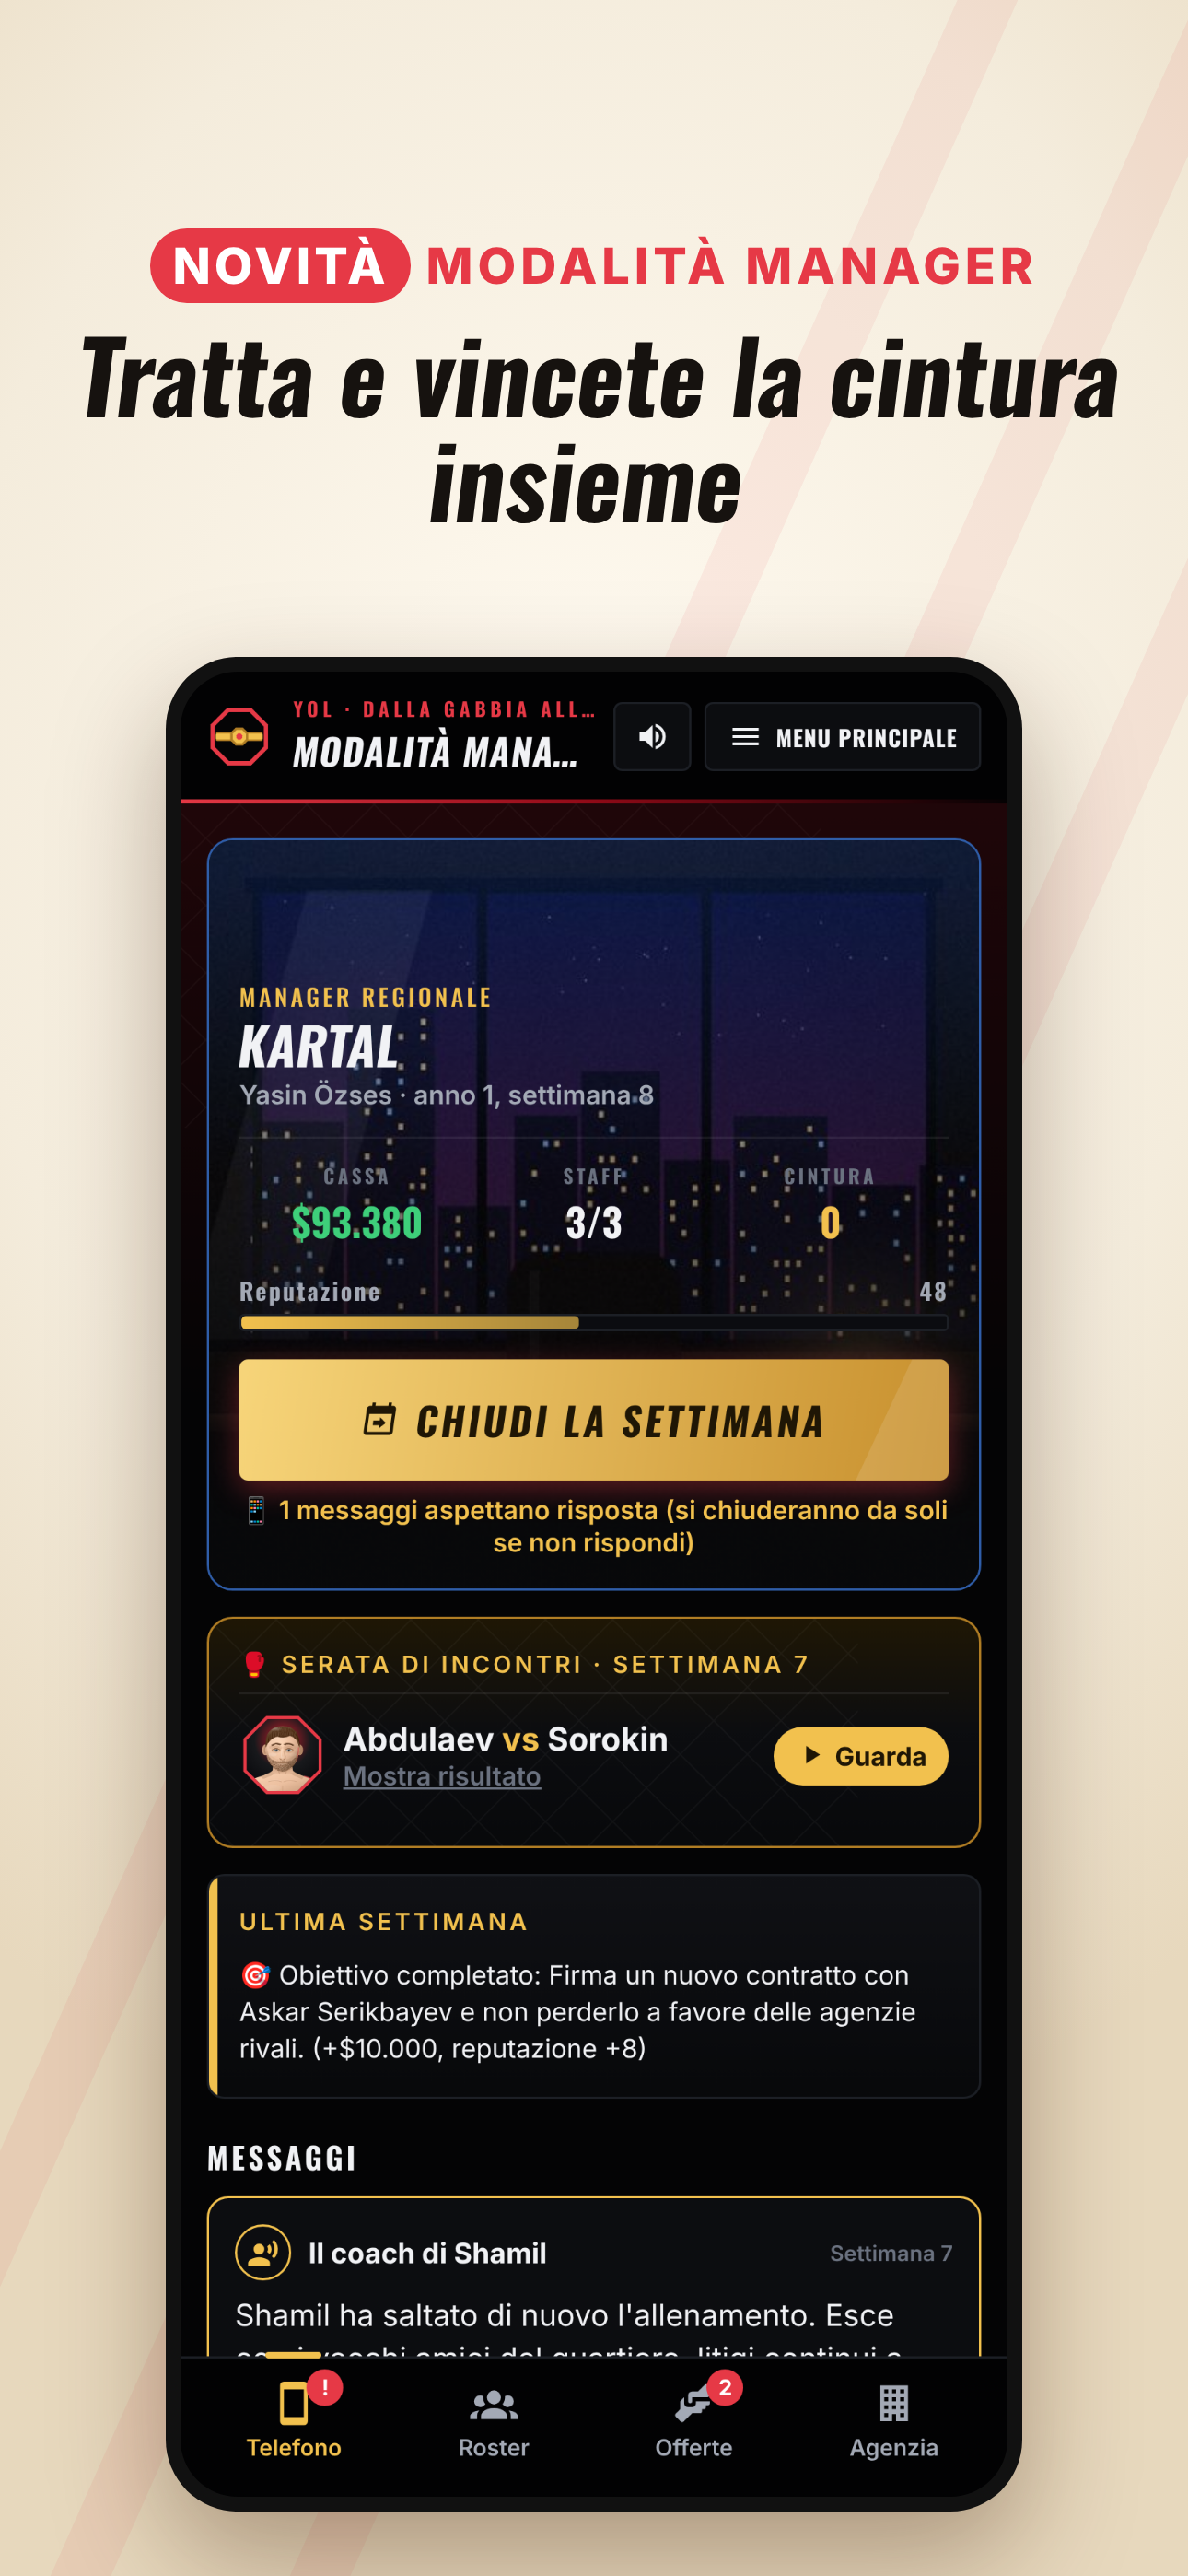 NOVITÀ MODALITÀ MANAGER
Tratta e vincete la cintura
insieme
YOL · DALLA GABBIA ALL…
MODALITÀ MANA…
MENU PRINCIPALE
MANAGER REGIONALE
KARTAL
Yasin Özses · anno 1, settimana 8
CASSA STAFF CINTURA
$93.380 3/3 0
Reputazione 48
CHIUDI LA SETTIMANA
1 messaggi aspettano risposta (si chiuderanno da soli
se non rispondi)
SERATA DI INCONTRI · SETTIMANA 7
Abdulaev vs Sorokin
Mostra risultato
Guarda
ULTIMA SETTIMANA
Obiettivo completato: Firma un nuovo contratto con
Askar Serikbayev e non perderlo a favore delle agenzie
rivali. (+$10.000, reputazione +8)
MESSAGGI
Il coach di Shamil Settimana 7
Shamil ha saltato di nuovo l'allenamento. Esce
amici del quartiere, litigi continui e
! 2
Telefono Roster Offerte Agenzia